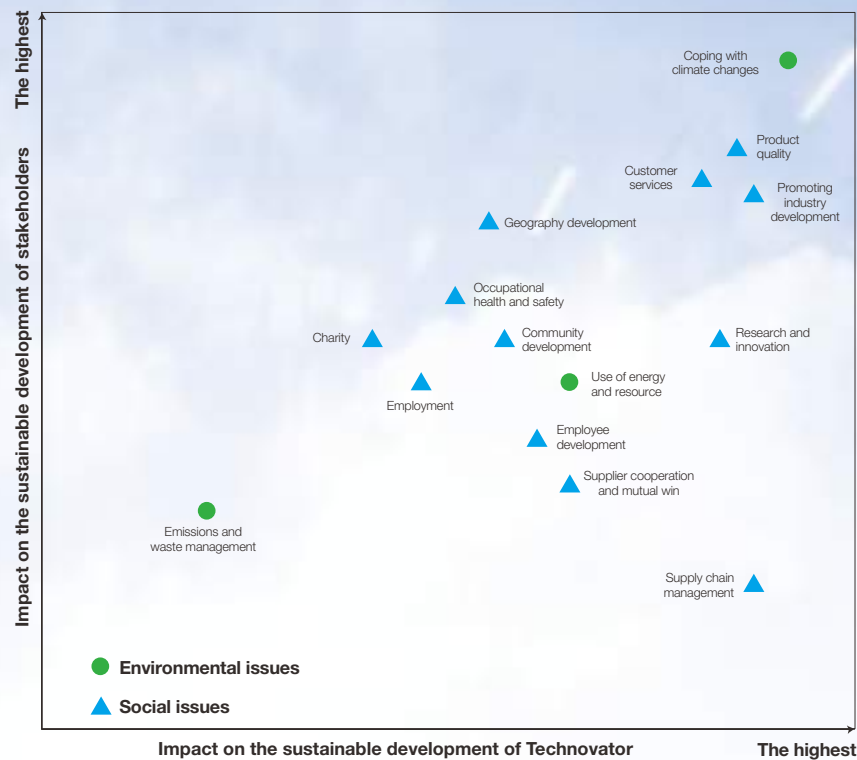 The highest
Impact on the sustainable development of stakeholders
Coping with
climate changes
Product
quality
Customer
services
Promoting
industry
development
Geography development
Occupational
health and safety
Charity
Community
development
Research and
innovation
Use of energy
and resource
Employment
Employee
development
Supplier cooperation
and mutual win
Emissions and
waste management
Supply chain
management
Environmental issues
Social issues
Impact on the sustainable development of Technovator
The highest